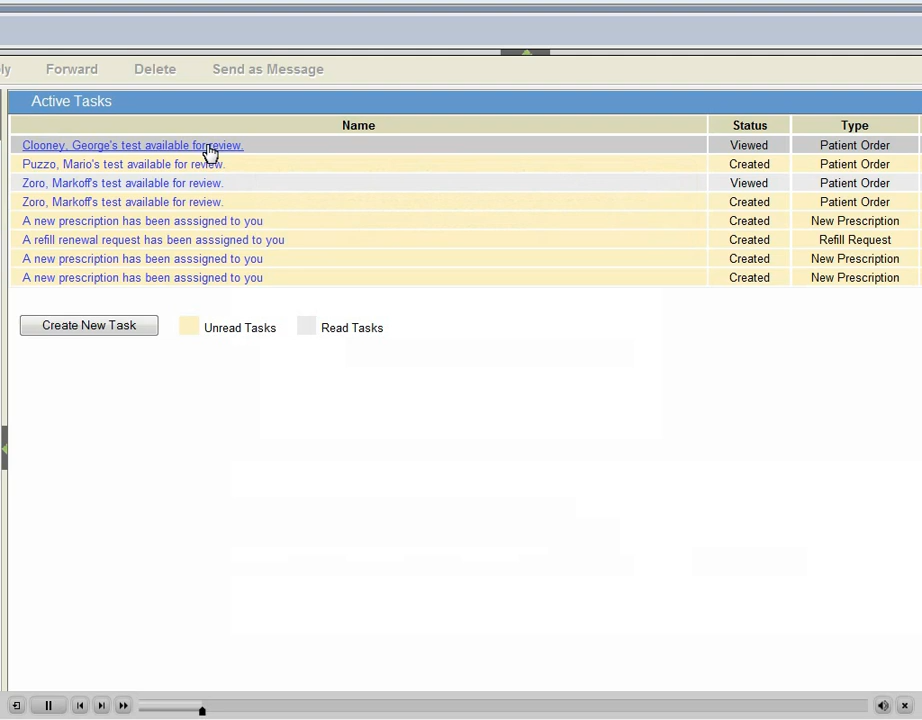 ly Forward Delete Send as Message
Active Tasks
Name Status Type
Clooney, George's test available for review. Viewed Patient Order
Puzzo, Mario's test available for review. Created Patient Order
Zoro, Markoff's test available for review. Viewed Patient Order
Zoro, Markoff's test available for review. Created Patient Order
A new prescription has been asssigned to you Created New Prescription
A refill renewal request has been asssigned to you Created Refill Request
A new prescription has been asssigned to you Created New Prescription
A new prescription has been asssigned to you Created New Prescription
Create New Task Unread Tasks Read Tasks